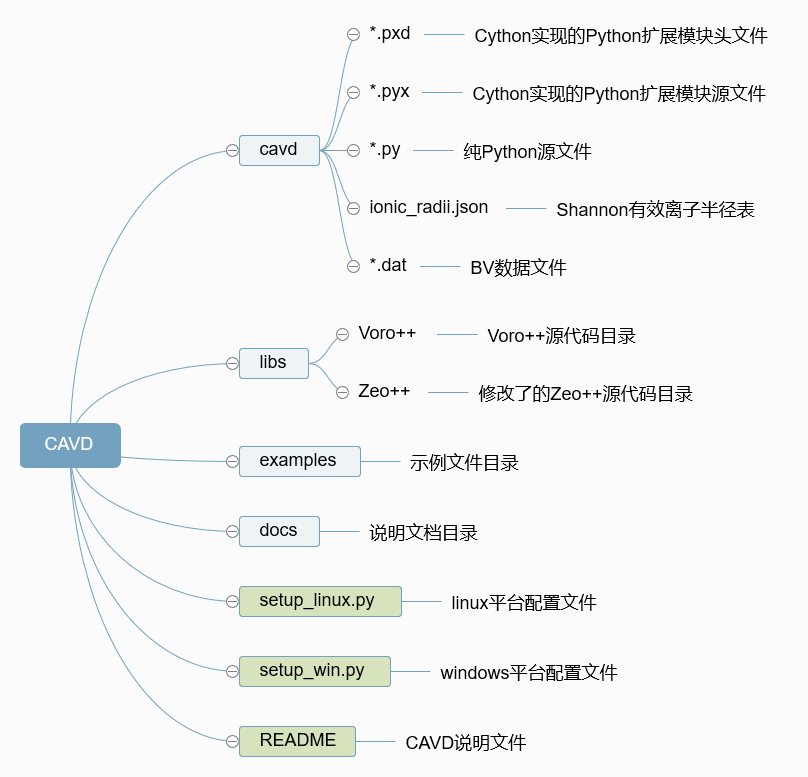 *.pxd Cython实现的Python扩展模块头文件
*.pyx Cython实现的Python扩展模块源文件
cavd *.py 纯Python源文件
ionic_radii.json Shannon有效离子半径表
*.dat BV数据文件
Voro++ Voro++源代码目录
libs
Zeo++ 修改了的Zeo++源代码目录
CAVD
examples 示例文件目录
docs 说明文档目录
setup_linux.py linux平台配置文件
setup_win.py windows平台配置文件
README CAVD说明文件